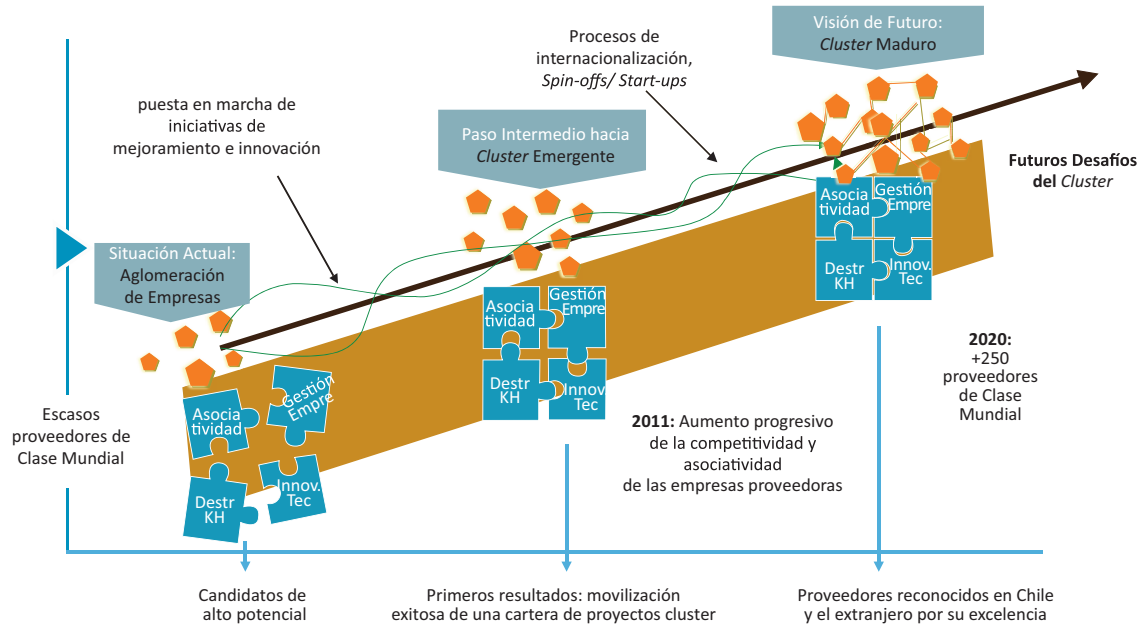 Visión de Futuro:
Cluster Maduro
Procesos de
internacionalización,
Spin-offs/ Start-ups
puesta en marcha de
iniciativas de
mejoramiento e innovación
Paso Intermedio hacia
Cluster Emergente
Futuros Desafíos
del Cluster
Situación Actual:
Aglomeración
de Empresas
Asocia
tividad
Gestión
Empre
Destr
KH
Innov.
Tec
Asocia
tividad
Gestión
Empre
Destr
KH
Innov.
Tec
Asocia
tividad
Gestión
Empre
Destr
KH
Innov.
Tec
Escasos
proveedores de
Clase Mundial
2011: Aumento progresivo
de la competitividad y
asociatividad
de las empresas proveedoras
2020:
+250
proveedores
de Clase
Mundial
Candidatos de
alto potencial
Primeros resultados: movilización
exitosa de una cartera de proyectos cluster
Proveedores reconocidos en Chile
y el extranjero por su excelencia